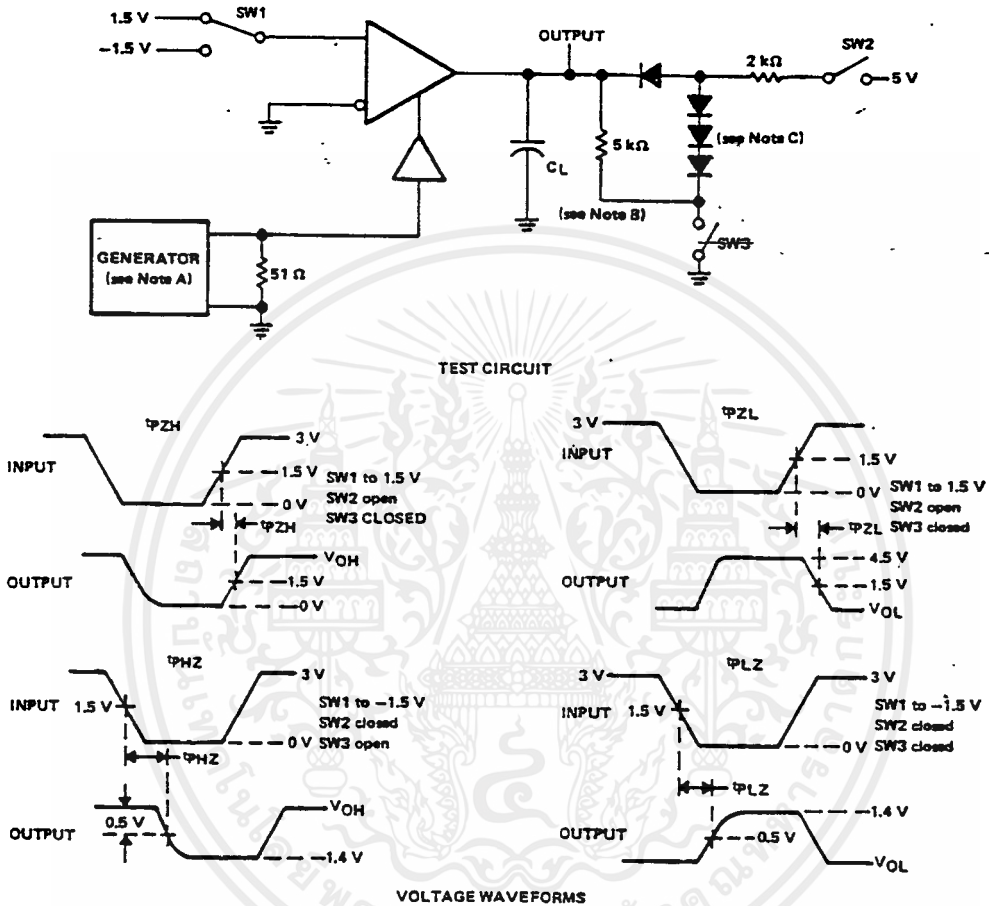 1.5 V
SW1
–1.5 V
OUTPUT
2 kΩ
SW2
5 V
(see Note C)
5 kΩ
CL
(see Note B)
SW3
GENERATOR
(see Note A)
51 Ω
TEST CIRCUIT
tPZH
INPUT
3 V
1.5 V
0 V
SW1 to 1.5 V
SW2 open
SW3 CLOSED
tPZH
OUTPUT
VOH
1.5 V
0 V
tPZL
3 V
INPUT
1.5 V
0 V
SW1 to 1.5 V
SW2 open
SW3 closed
tPZL
OUTPUT
4.5 V
1.5 V
VOL
tPHZ
INPUT
1.5 V
3 V
0 V
SW1 to –1.5 V
SW2 closed
SW3 open
tPHZ
OUTPUT
0.5 V
VOH
1.4 V
tPLZ
3 V
INPUT
1.5 V
3 V
0 V
SW1 to –1.5 V
SW2 closed
SW3 closed
tPLZ
OUTPUT
1.4 V
0.5 V
VOL
VOLTAGE WAVEFORMS